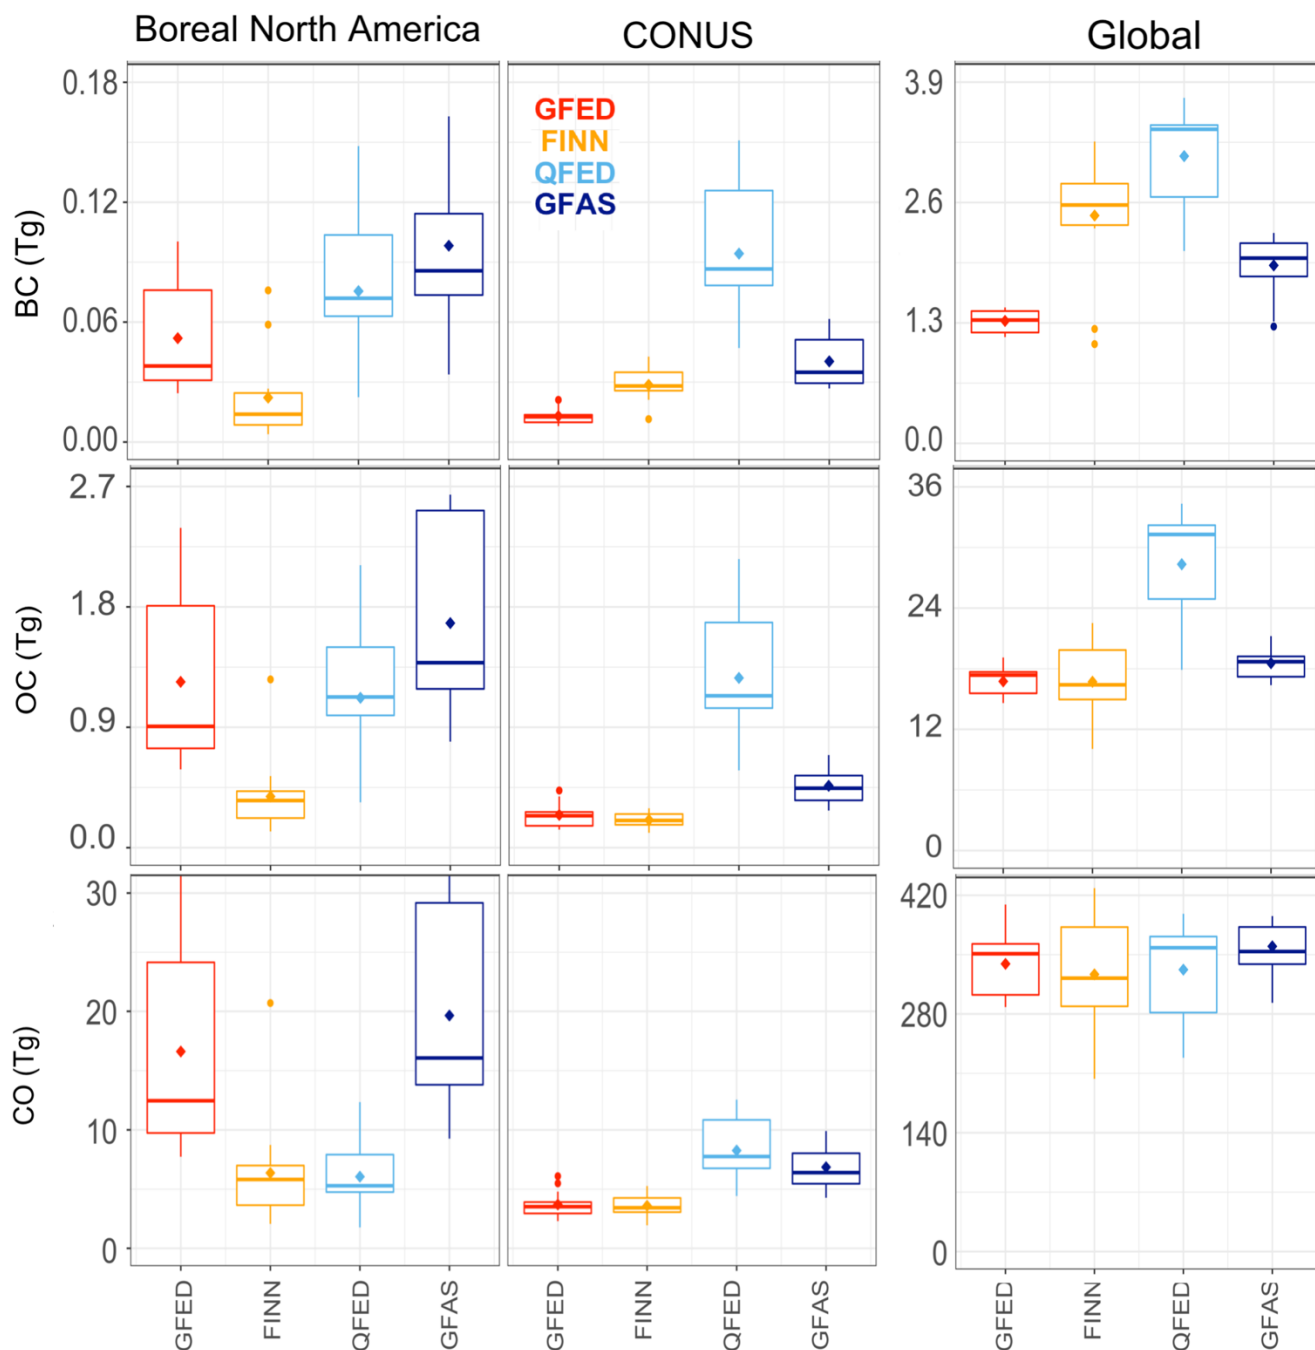 Boreal North America
CONUS
Global
BC (Tg)
0.18
0.12
0.06
0.00
GFED
FINN
QFED
GFAS
3.9
2.6
1.3
0.0
OC (Tg)
2.7
1.8
0.9
0.0
36
24
12
0
CO (Tg)
30
20
10
0
420
280
140
0
GFED
FINN
QFED
GFAS
GFED
FINN
QFED
GFAS
GFED
FINN
QFED
GFAS